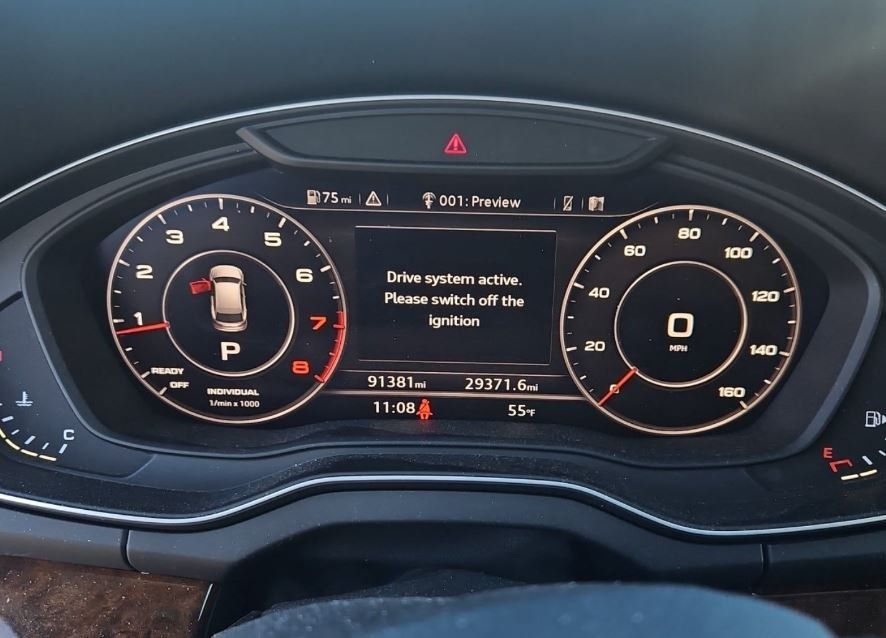 75 mi
001: Preview
4
3
5
2
6
1
7
8
P
READY
OFF
INDIVIDUAL
1/min x 1000
Drive system active.
Please switch off the
ignition
91381 mi
29371.6 mi
11:08
55°F
80
60
100
40
120
20
140
0
160
0
MPH
C
E